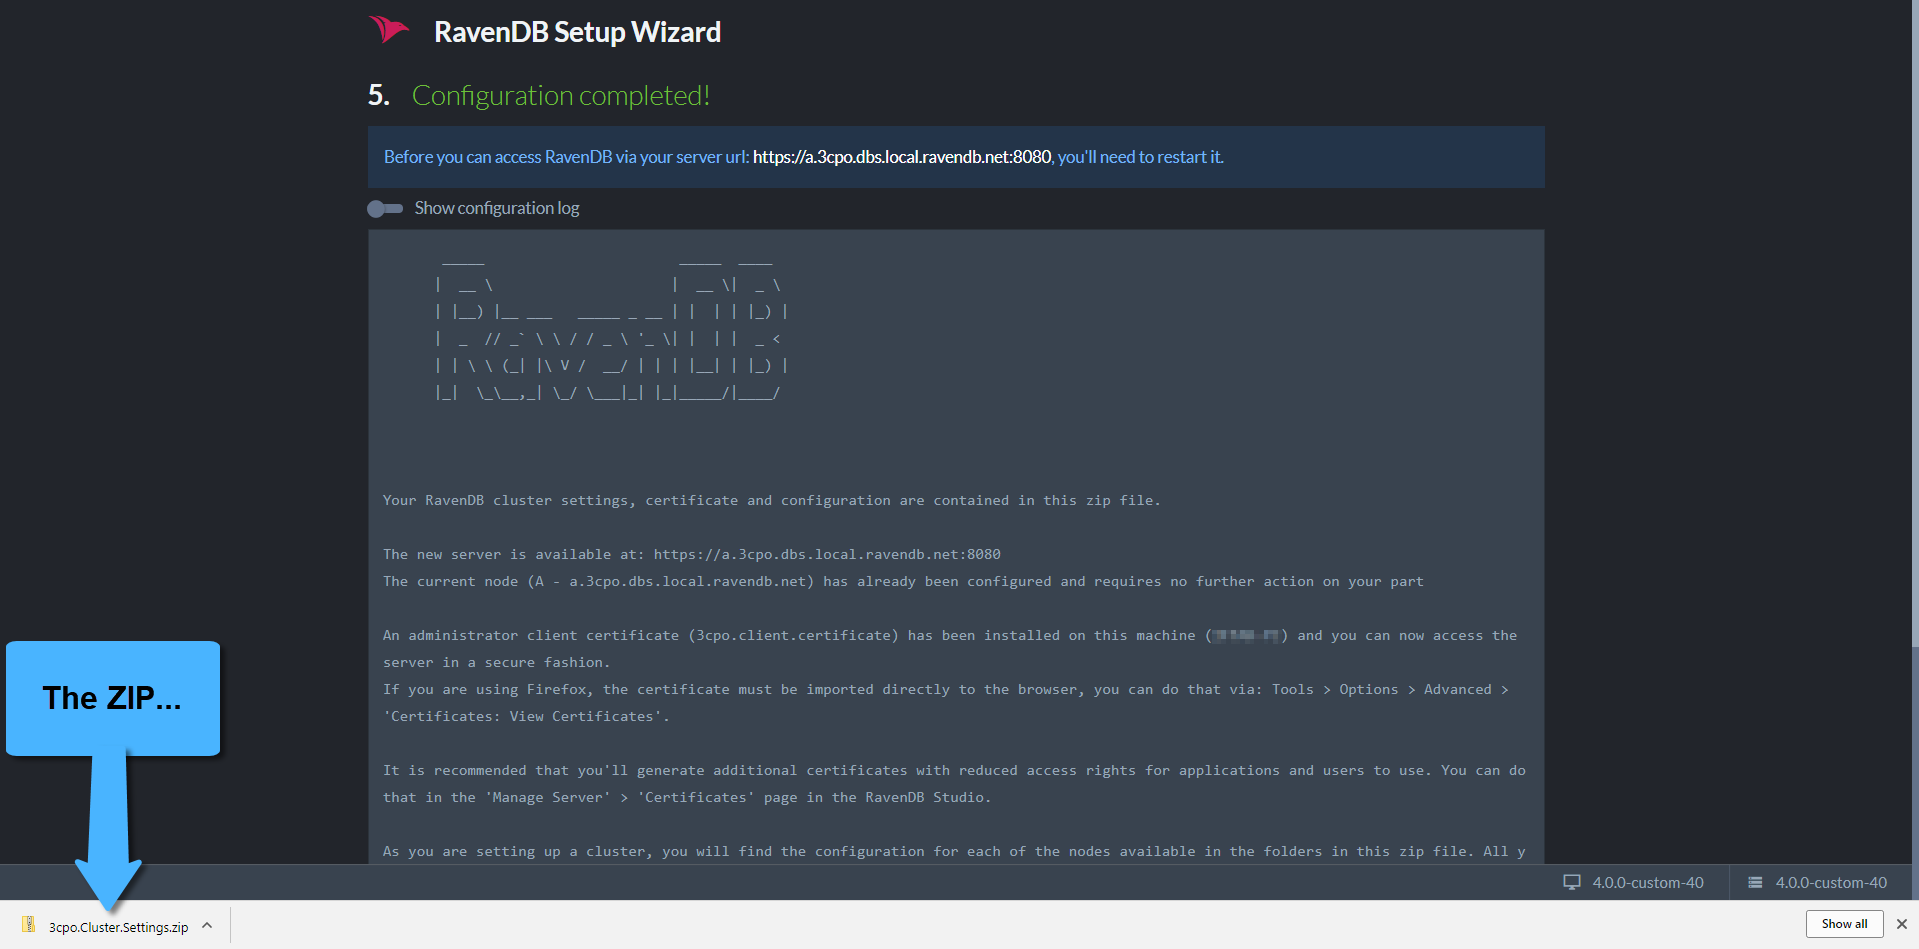 RavenDB Setup Wizard
5. Configuration completed!
Before you can access RavenDB via your server url: https://a.3cpo.dbs.local.ravendb.net:8080, you'll need to restart it.
Show configuration log
Your RavenDB cluster settings, certificate and configuration are contained in this zip file.
The new server is available at: https://a.3cpo.dbs.local.ravendb.net:8080
The current node (A - a.3cpo.dbs.local.ravendb.net) has already been configured and requires no further action on your part
An administrator client certificate (3cpo.client.certificate) has been installed on this machine ( ) and you can now access the
server in a secure fashion.
If you are using Firefox, the certificate must be imported directly to the browser, you can do that via: Tools > Options > Advanced >
'Certificates: View Certificates'.
It is recommended that you'll generate additional certificates with reduced access rights for applications and users to use. You can do
that in the 'Manage Server' > 'Certificates' page in the RavenDB Studio.
As you are setting up a cluster, you will find the configuration for each of the nodes available in the folders in this zip file. All y
The ZIP...
4.0.0-custom-40
4.0.0-custom-40
3cpo.Cluster.Settings.zip
Show all